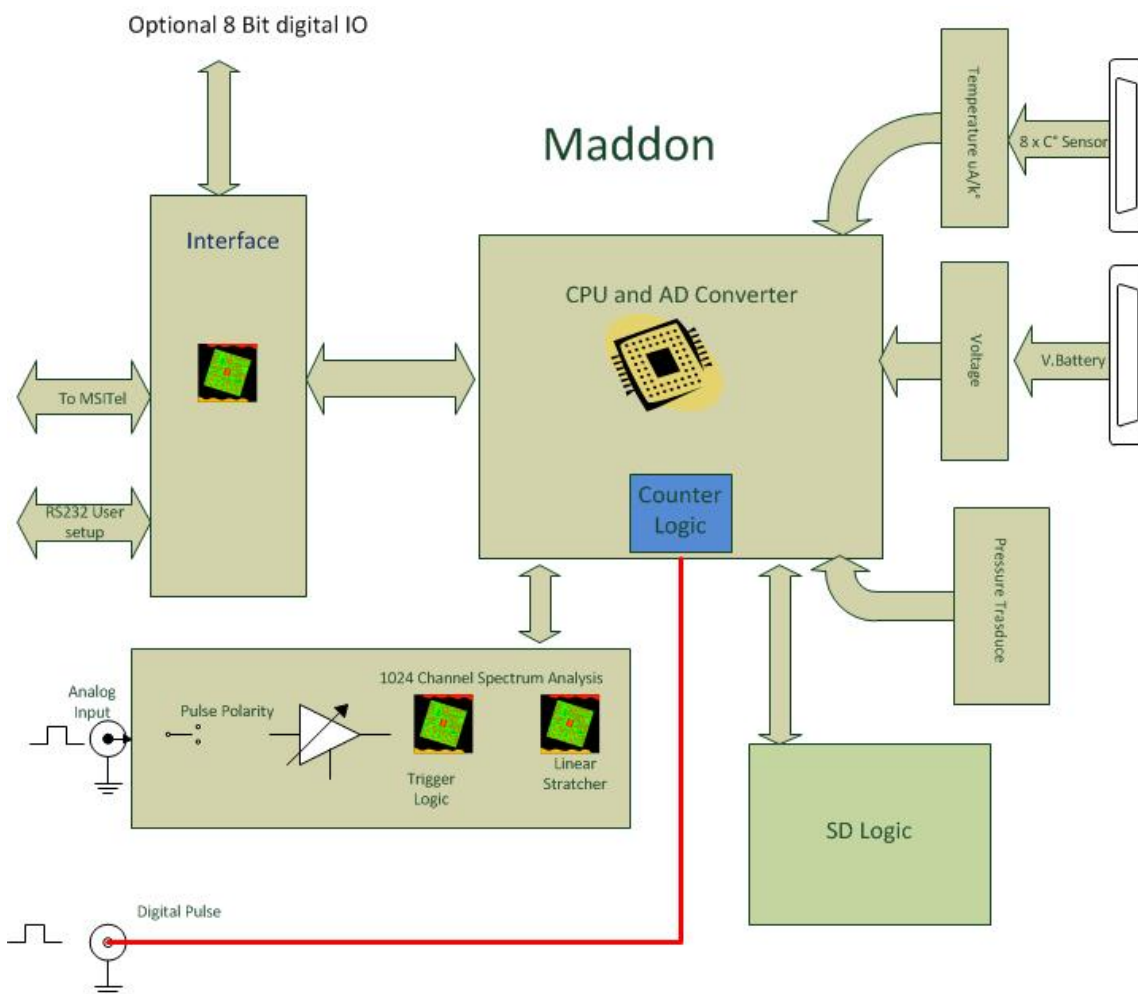 Optional 8 Bit digital IO
Maddon
Interface
To MSITel
RS232 User
setup
CPU and AD Converter
Counter
Logic
Temperature uA/k°
8 x C° Sensor
Voltage
V.Battery
Pressure Trasduce
1024 Channel Spectrum Analysis
Analog
Input
Pulse Polarity
Trigger
Logic
Linear
Stratcher
SD Logic
Digital Pulse